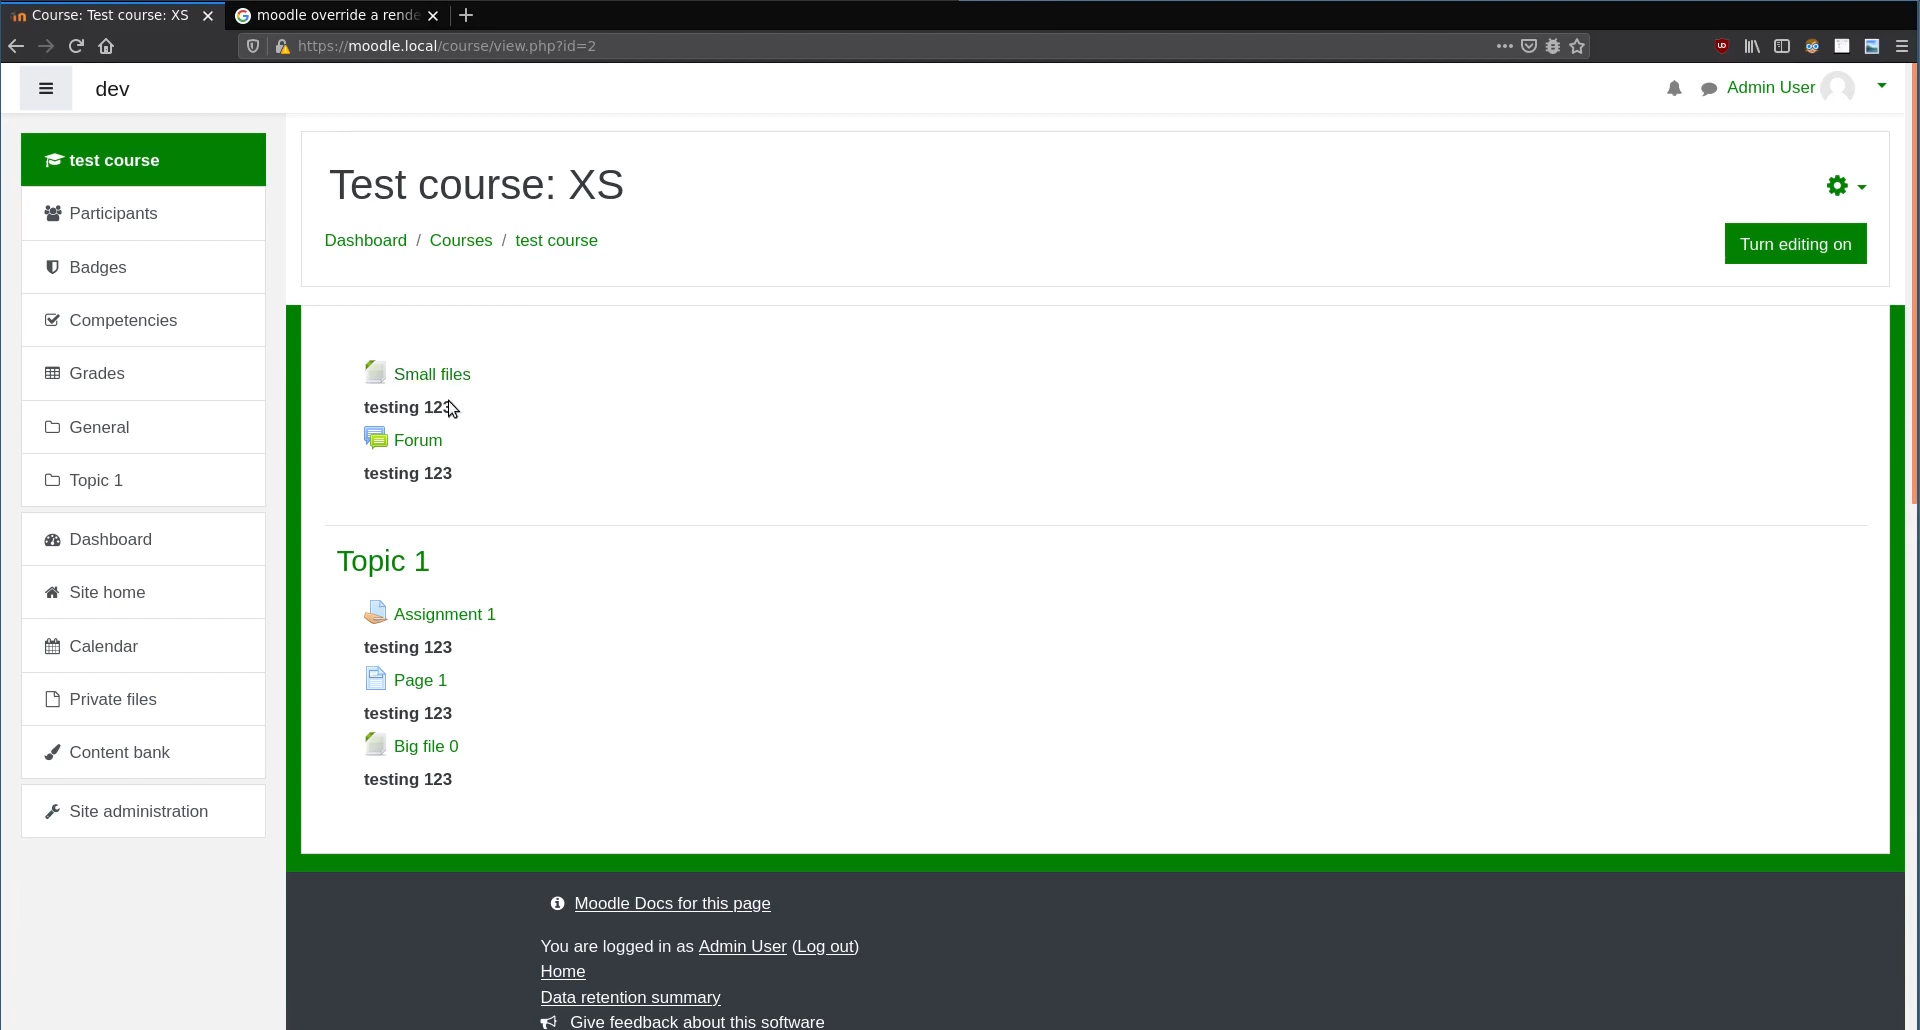 Course: Test course: XS
moodle override a rende
https://moodle.local/course/view.php?id=2
dev
Admin User
test course
Participants
Badges
Competencies
Grades
General
Topic 1
Dashboard
Site home
Calendar
Private files
Content bank
Site administration
Test course: XS
Dashboard / Courses / test course
Turn editing on
Small files
testing 123
Forum
testing 123
Topic 1
Assignment 1
testing 123
Page 1
testing 123
Big file 0
testing 123
Moodle Docs for this page
You are logged in as Admin User (Log out)
Home
Data retention summary
Give feedback about this software